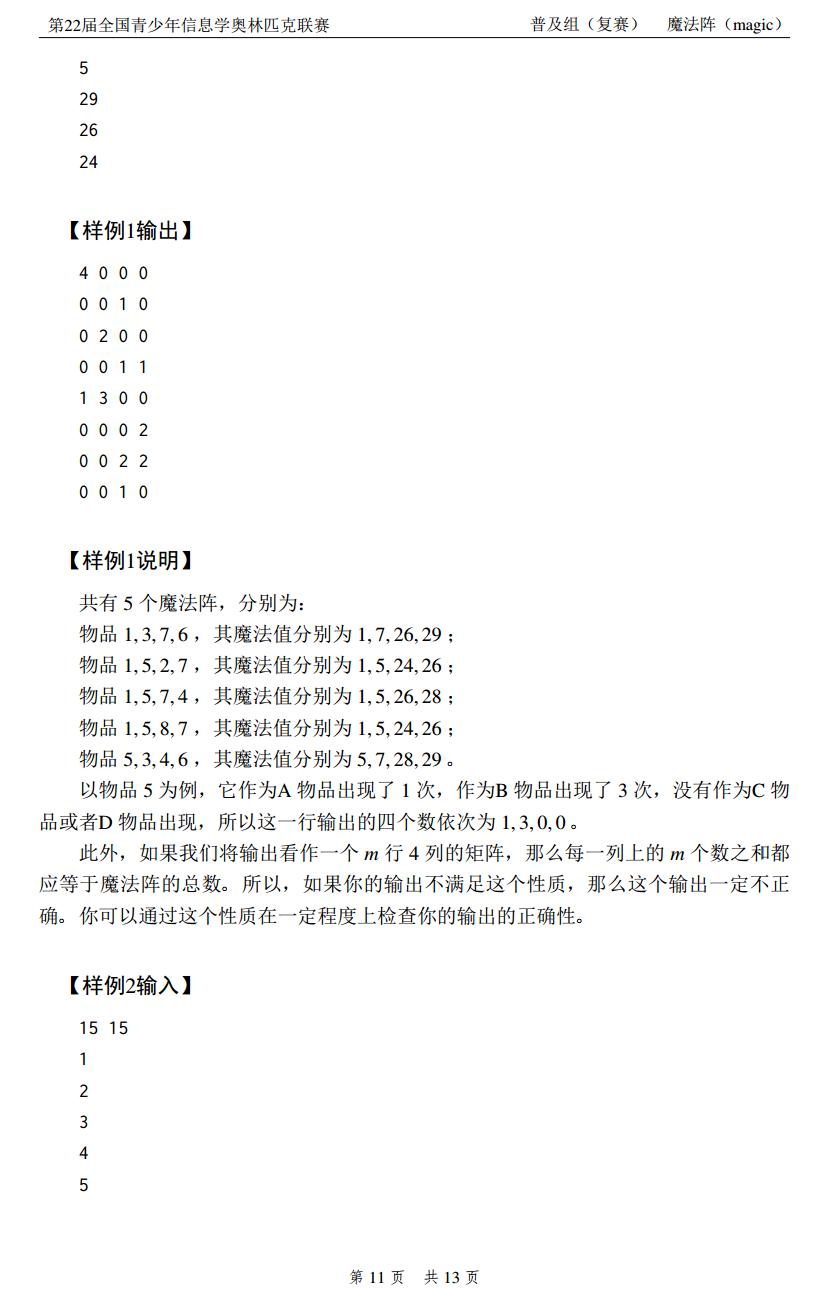 第22届全国青少年信息学奥林匹克联赛 普及组（复赛） 魔法阵（magic）
5
29
26
24
【样例1输出】
4 0 0 0
0 0 1 0
0 2 0 0
0 0 1 1
1 3 0 0
0 0 0 2
0 0 2 2
0 0 1 0
【样例1说明】
共有 5 个魔法阵，分别为：
物品 1,3,7,6 ，其魔法值分别为 1,7,26,29 ；
物品 1,5,2,7 ，其魔法值分别为 1,5,24,26 ；
物品 1,5,7,4 ，其魔法值分别为 1,5,26,28 ；
物品 1,5,8,7 ，其魔法值分别为 1,5,24,26 ；
物品 5,3,4,6 ，其魔法值分别为 5,7,28,29 。
以物品 5 为例，它作为A 物品出现了 1 次，作为B 物品出现了 3 次，没有作为C 物
品或者D 物品出现，所以这一行输出的四个数依次为 1,3,0,0 。
此外，如果我们将输出看作一个 m 行 4 列的矩阵，那么每一列上的 m 个数之和都
应等于魔法阵的总数。所以，如果你的输出不满足这个性质，那么这个输出一定不正
确。你可以通过这个性质在一定程度上检查你的输出的正确性。
【样例2输入】
15 15
1
2
3
4
5
第 11 页 共 13 页